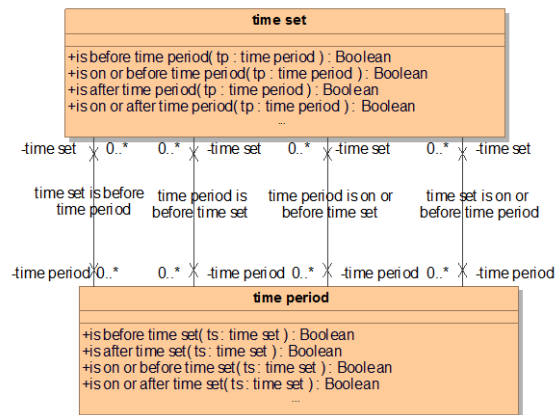 time set
+is before time period( tp : time period ) : Boolean
+is on or before time period( tp : time period ) : Boolean
+is after time period( tp : time period ) : Boolean
+is on or after time period( tp : time period ) : Boolean
...
-time set 0..* 0..* -time set 0..* -time set 0..* -time set
time set is before time period
time period is before time set
time period is on or before time set
time set is on or before time period
-time period 0..* 0..* -time period 0..* -time period 0..* -time period
time period
+is before time set( ts : time set ) : Boolean
+is after time set( ts : time set ) : Boolean
+is on or before time set( ts : time set ) : Boolean
+is on or after time set( ts : time set ) : Boolean
...